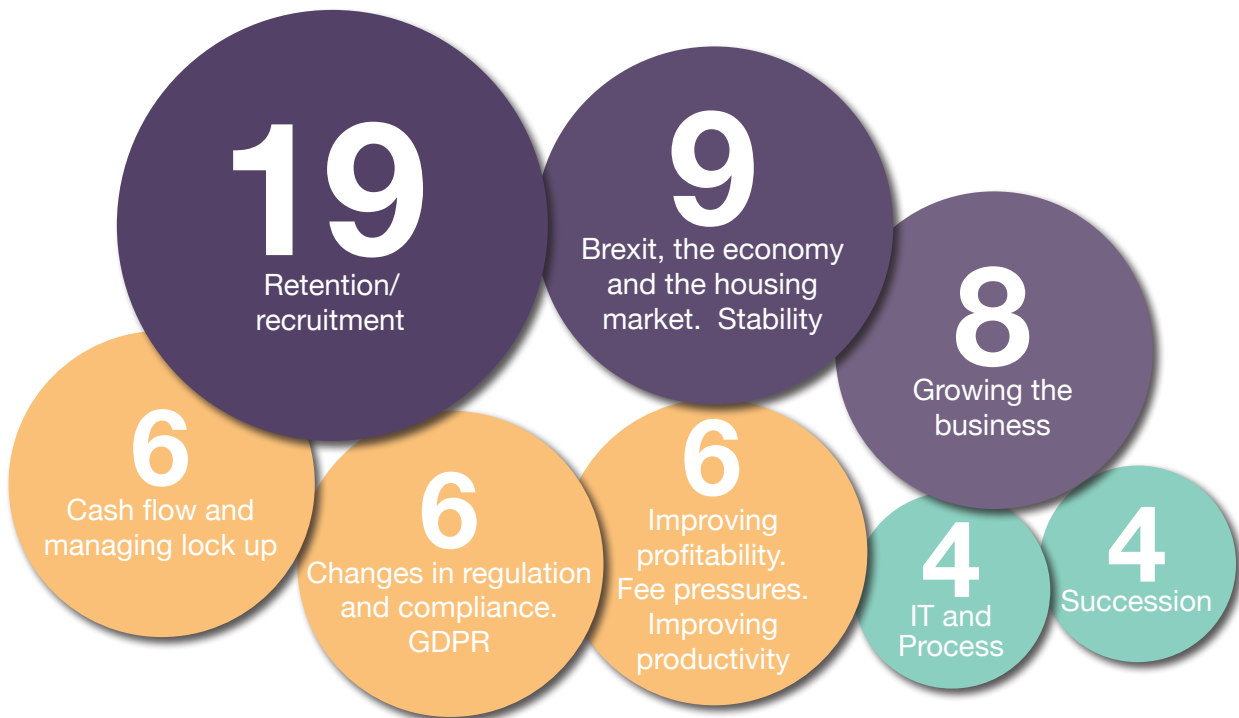 19
Retention/
recruitment
9
Brexit, the economy
and the housing
market.  Stability
8
Growing the
business
6
Cash flow and
managing lock up
6
Changes in regulation
and compliance.
GDPR
6
Improving
profitability.
Fee pressures.
Improving
productivity
4
IT and
Process
4
Succession